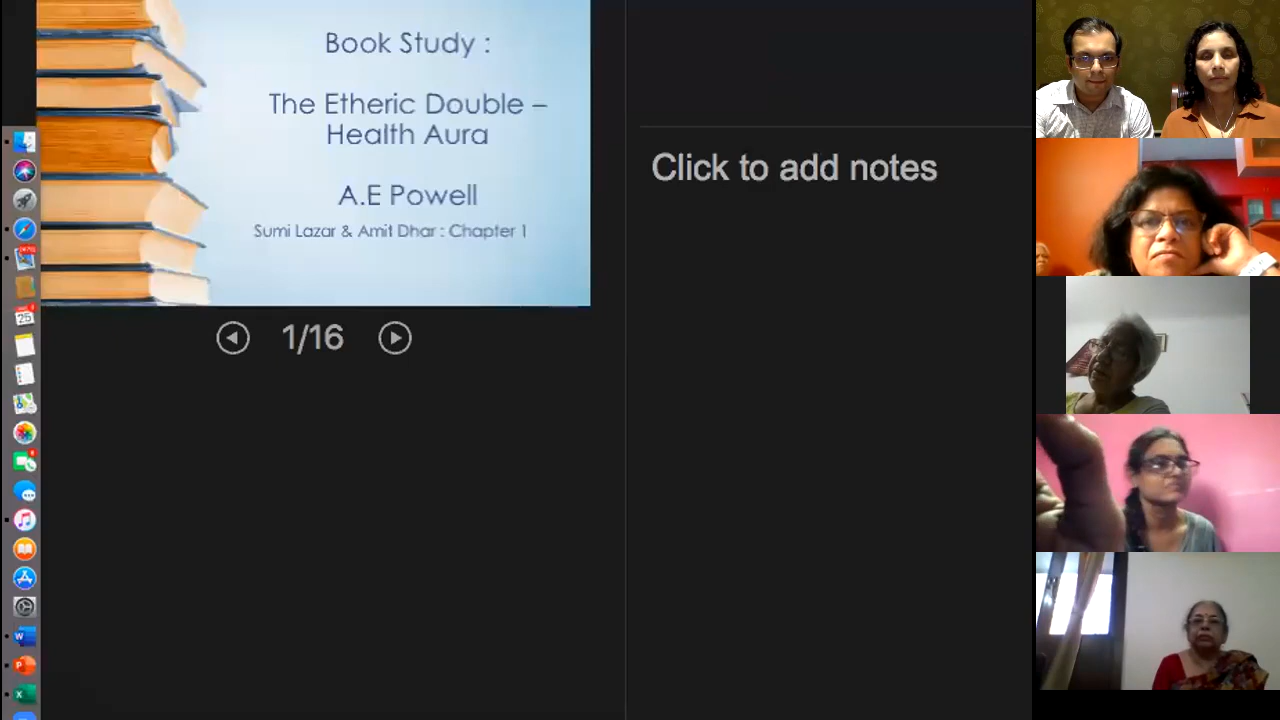 Book Study :
The Etheric Double –
Health Aura
A.E Powell
Sumi Lazar & Amit Dhar : Chapter 1
1/16
Click to add notes
25